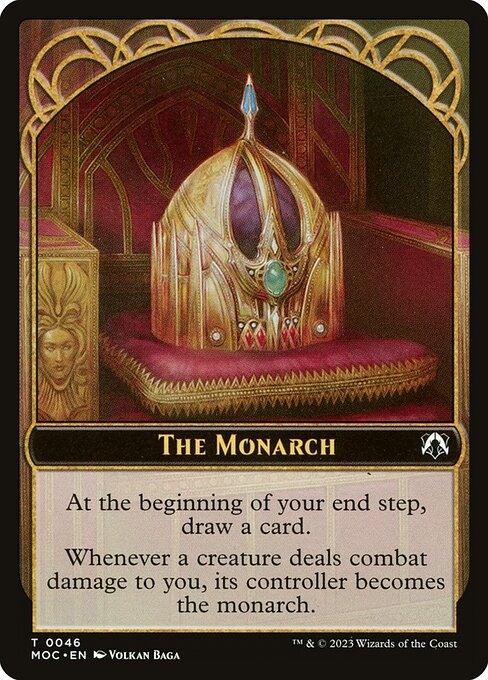 The Monarch
At the beginning of your end step,
draw a card.
Whenever a creature deals combat
damage to you, its controller becomes
the monarch.
T 0046
MOC • EN Volkan Baga
™ & © 2023 Wizards of the Coast